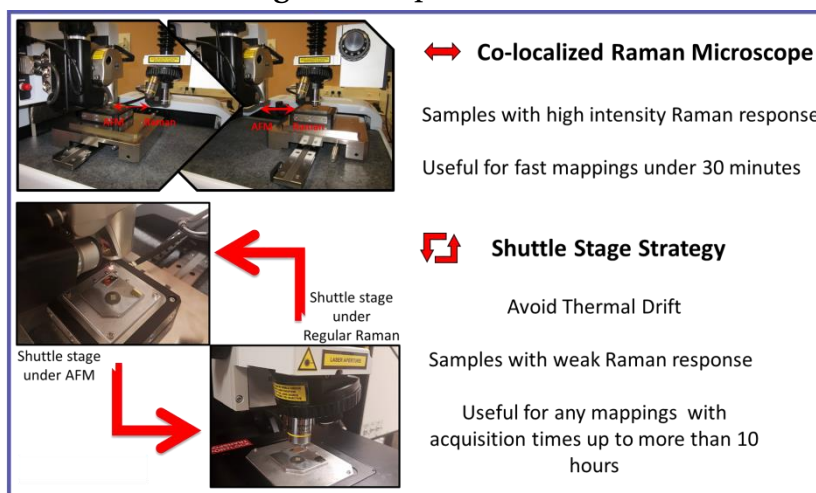 Co-localized Raman Microscope
AFM
Raman
AFM
Raman
Samples with high intensity Raman response
Useful for fast mappings under 30 minutes
Shuttle Stage Strategy
Shuttle stage
under
Regular Raman
Avoid Thermal Drift
Shuttle stage
under AFM
LASER APERTURE
Samples with weak Raman response
Useful for any mappings with
acquisition times up to more than 10
hours